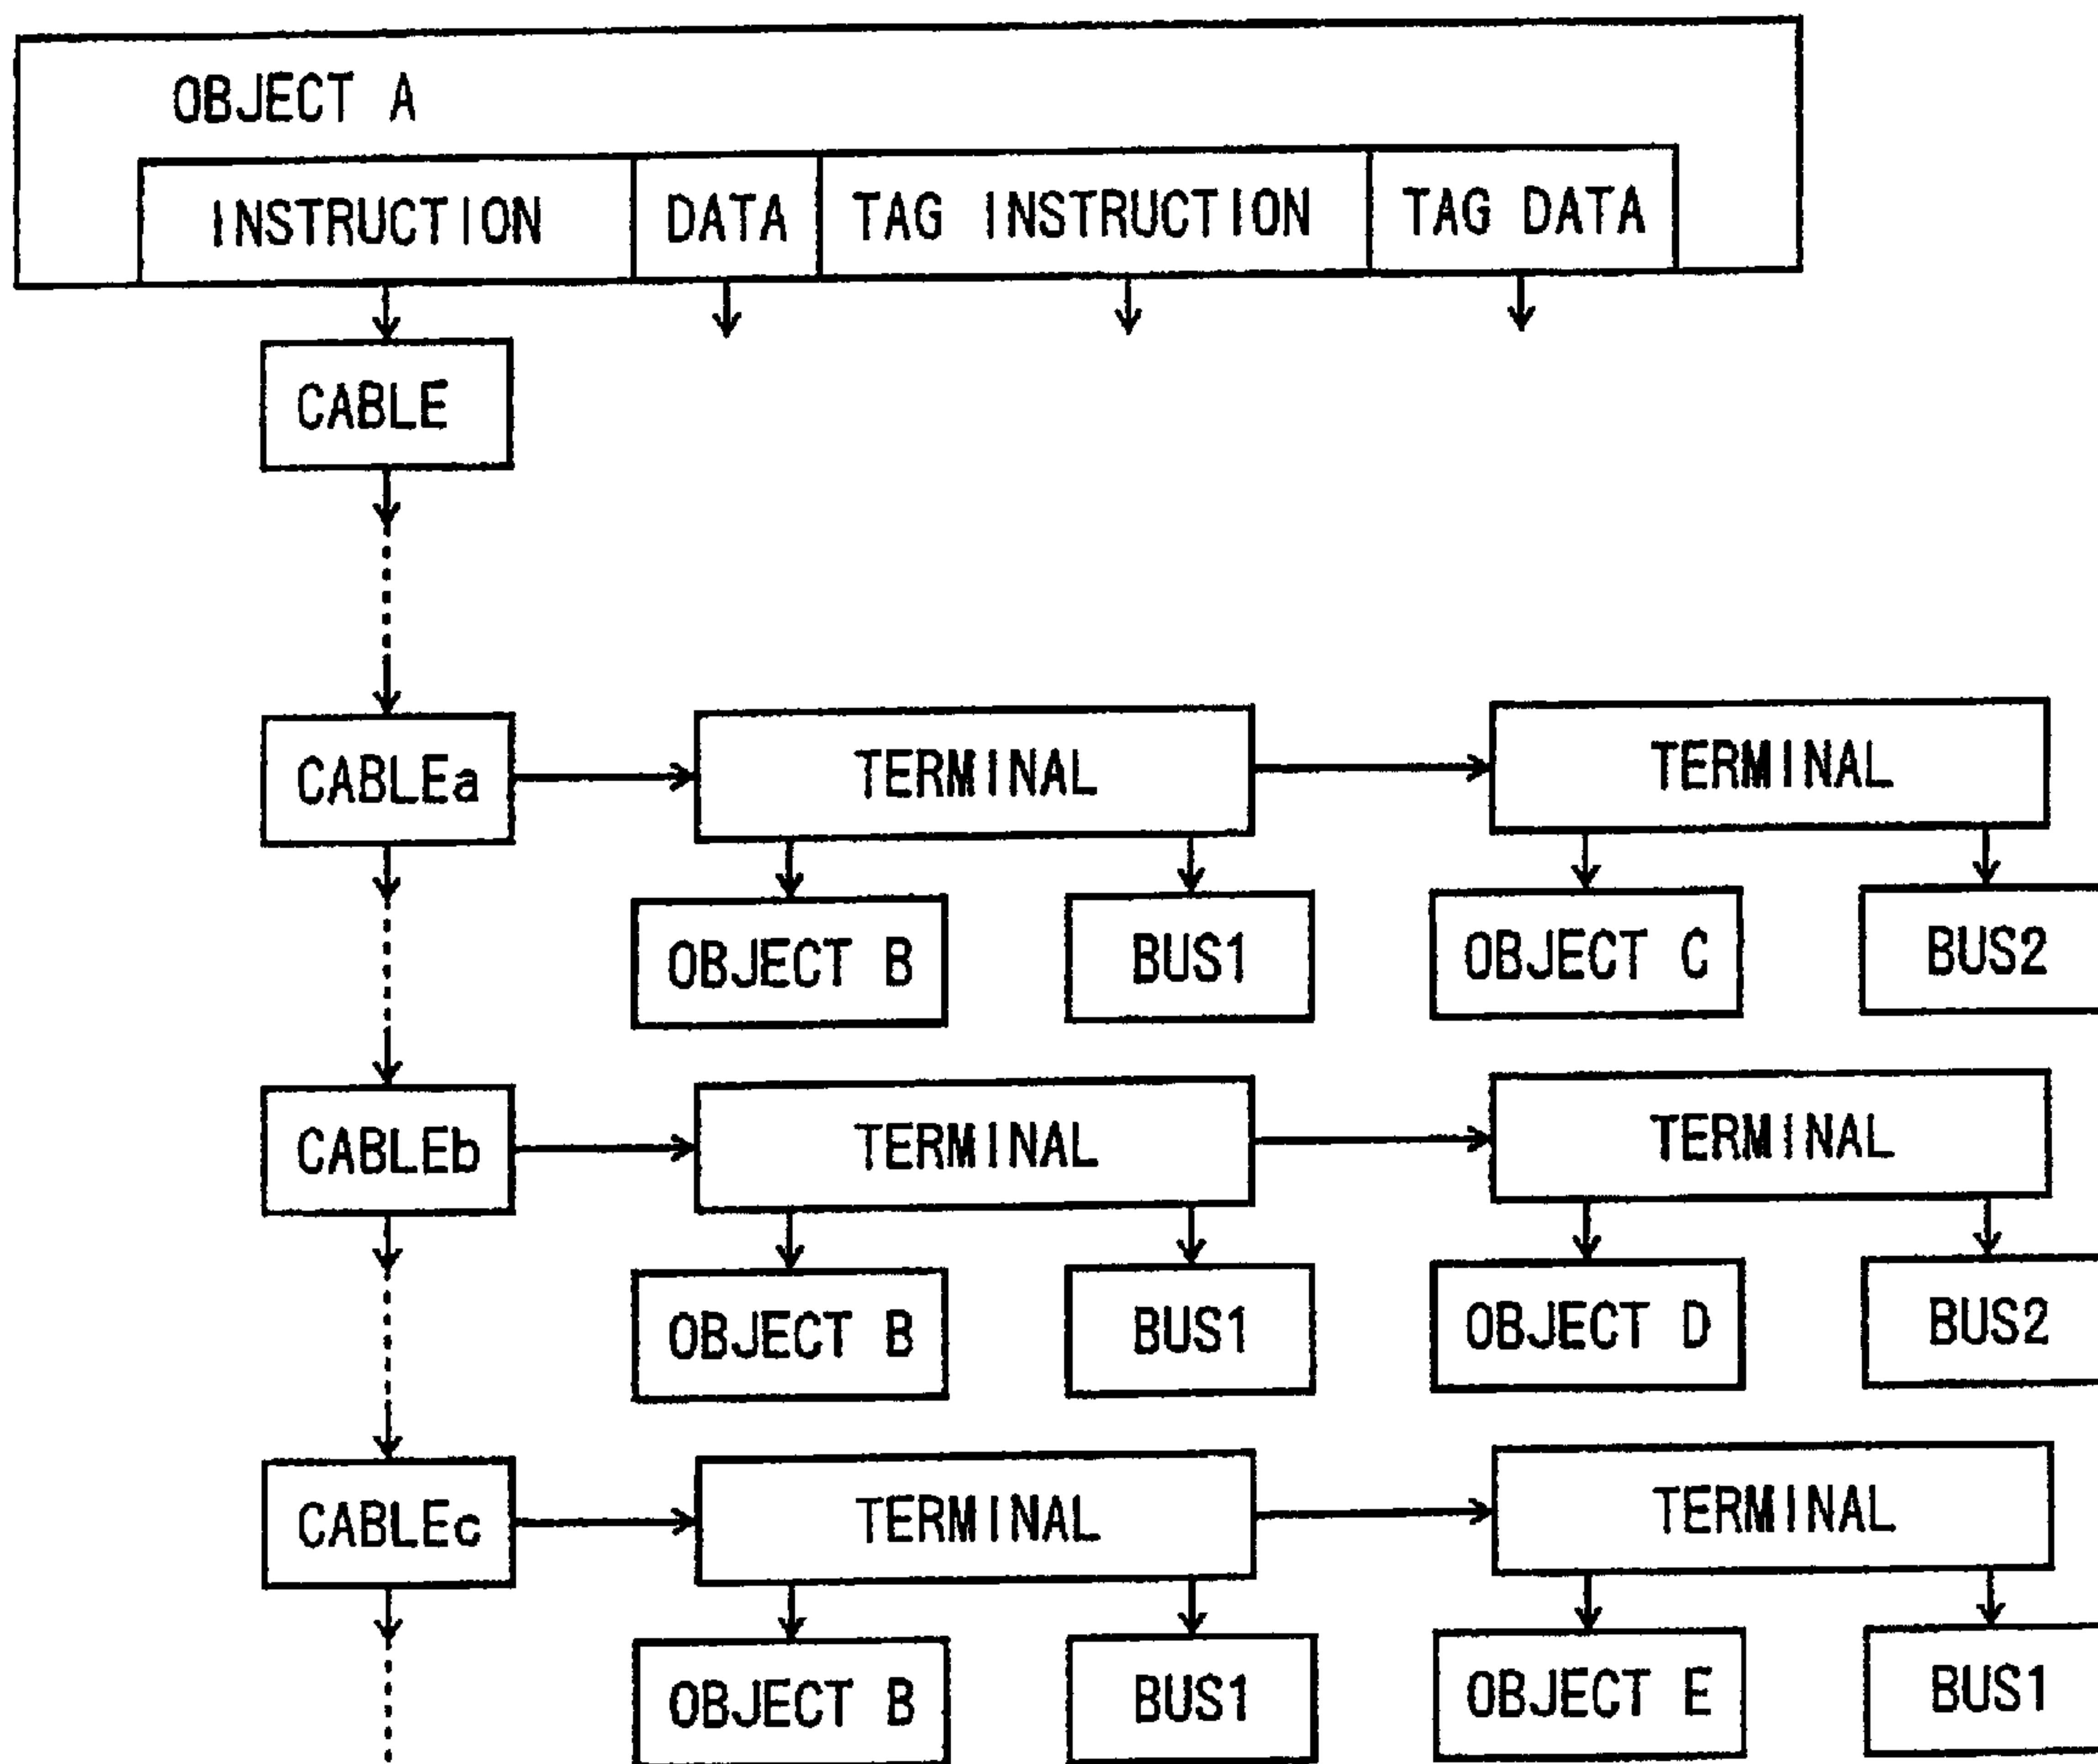 OBJECT A
INSTRUCTION DATA TAG INSTRUCTION TAG DATA
CABLE
CABLEa TERMINAL TERMINAL
OBJECT B BUS1 OBJECT C BUS2
CABLEb TERMINAL TERMINAL
OBJECT B BUS1 OBJECT D BUS2
CABLEc TERMINAL TERMINAL
OBJECT B BUS1 OBJECT E BUS1